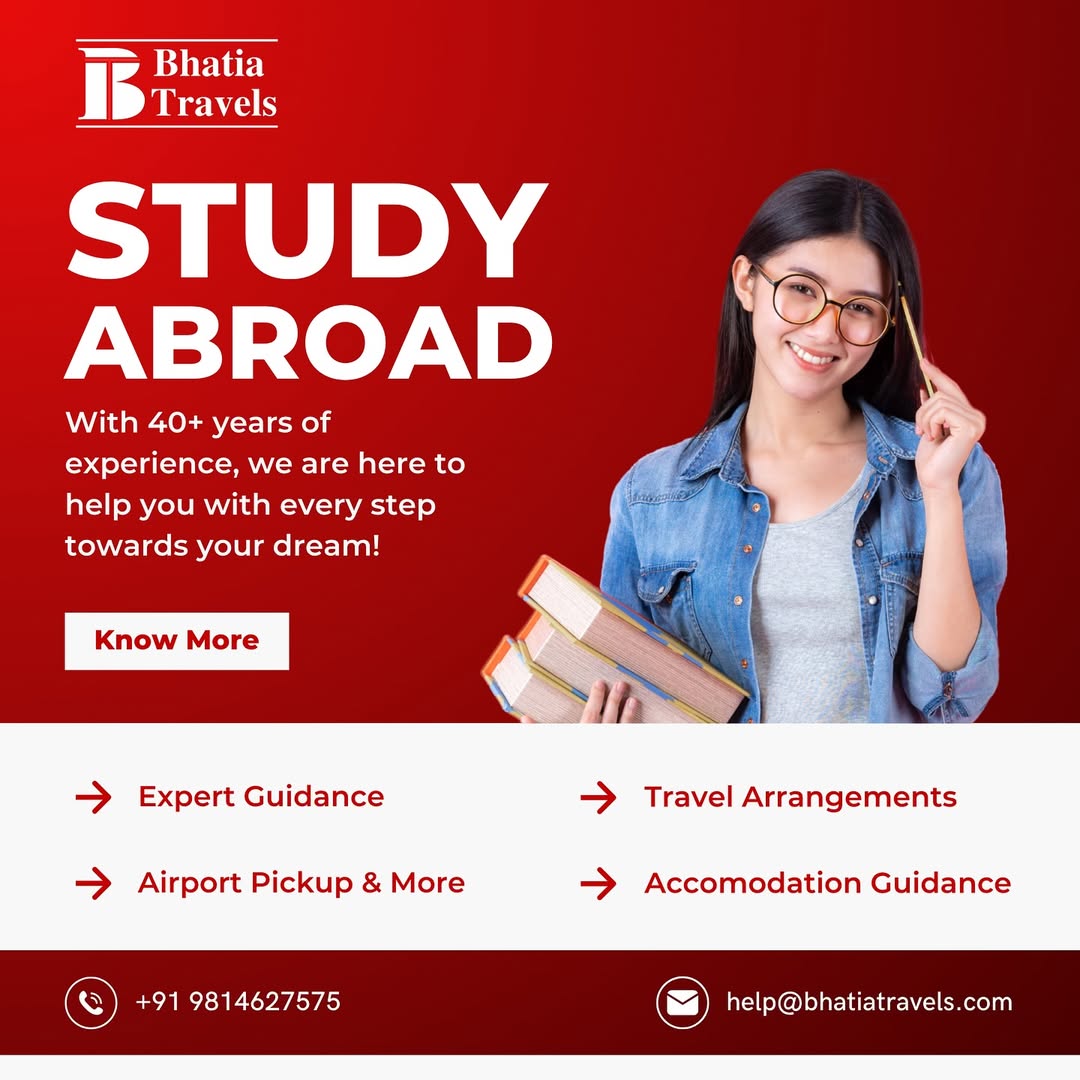 Bhatia
Travels
STUDY
ABROAD
With 40+ years of
experience, we are here to
help you with every step
towards your dream!
Know More
Expert Guidance
Travel Arrangements
Airport Pickup & More
Accomodation Guidance
+91 9814627575
help@bhatiatravels.com